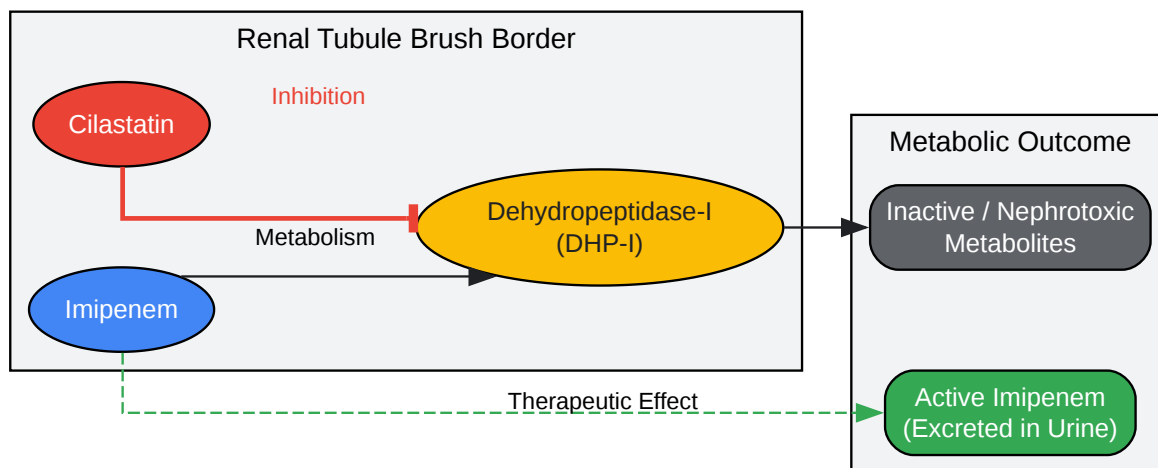 Renal Tubule Brush Border
Inhibition
Cilastatin
Metabolic Outcome
Dehydropeptidase-I
(DHP-I)
Inactive / Nephrotoxic
Metabolites
Metabolism
Imipenem
Therapeutic Effect
Active Imipenem
(Excreted in Urine)